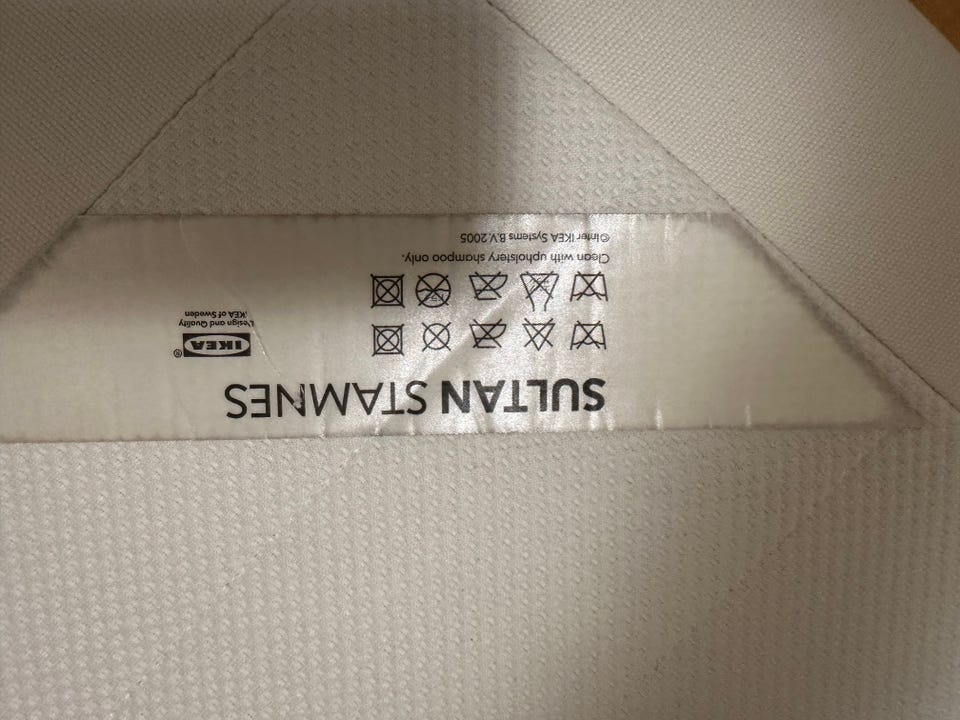 SULTAN STAMNES
IKEA®
Design and Quality
IKEA of Sweden
Clean with upholstery shampoo only.
©Inter IKEA Systems B.V. 2005